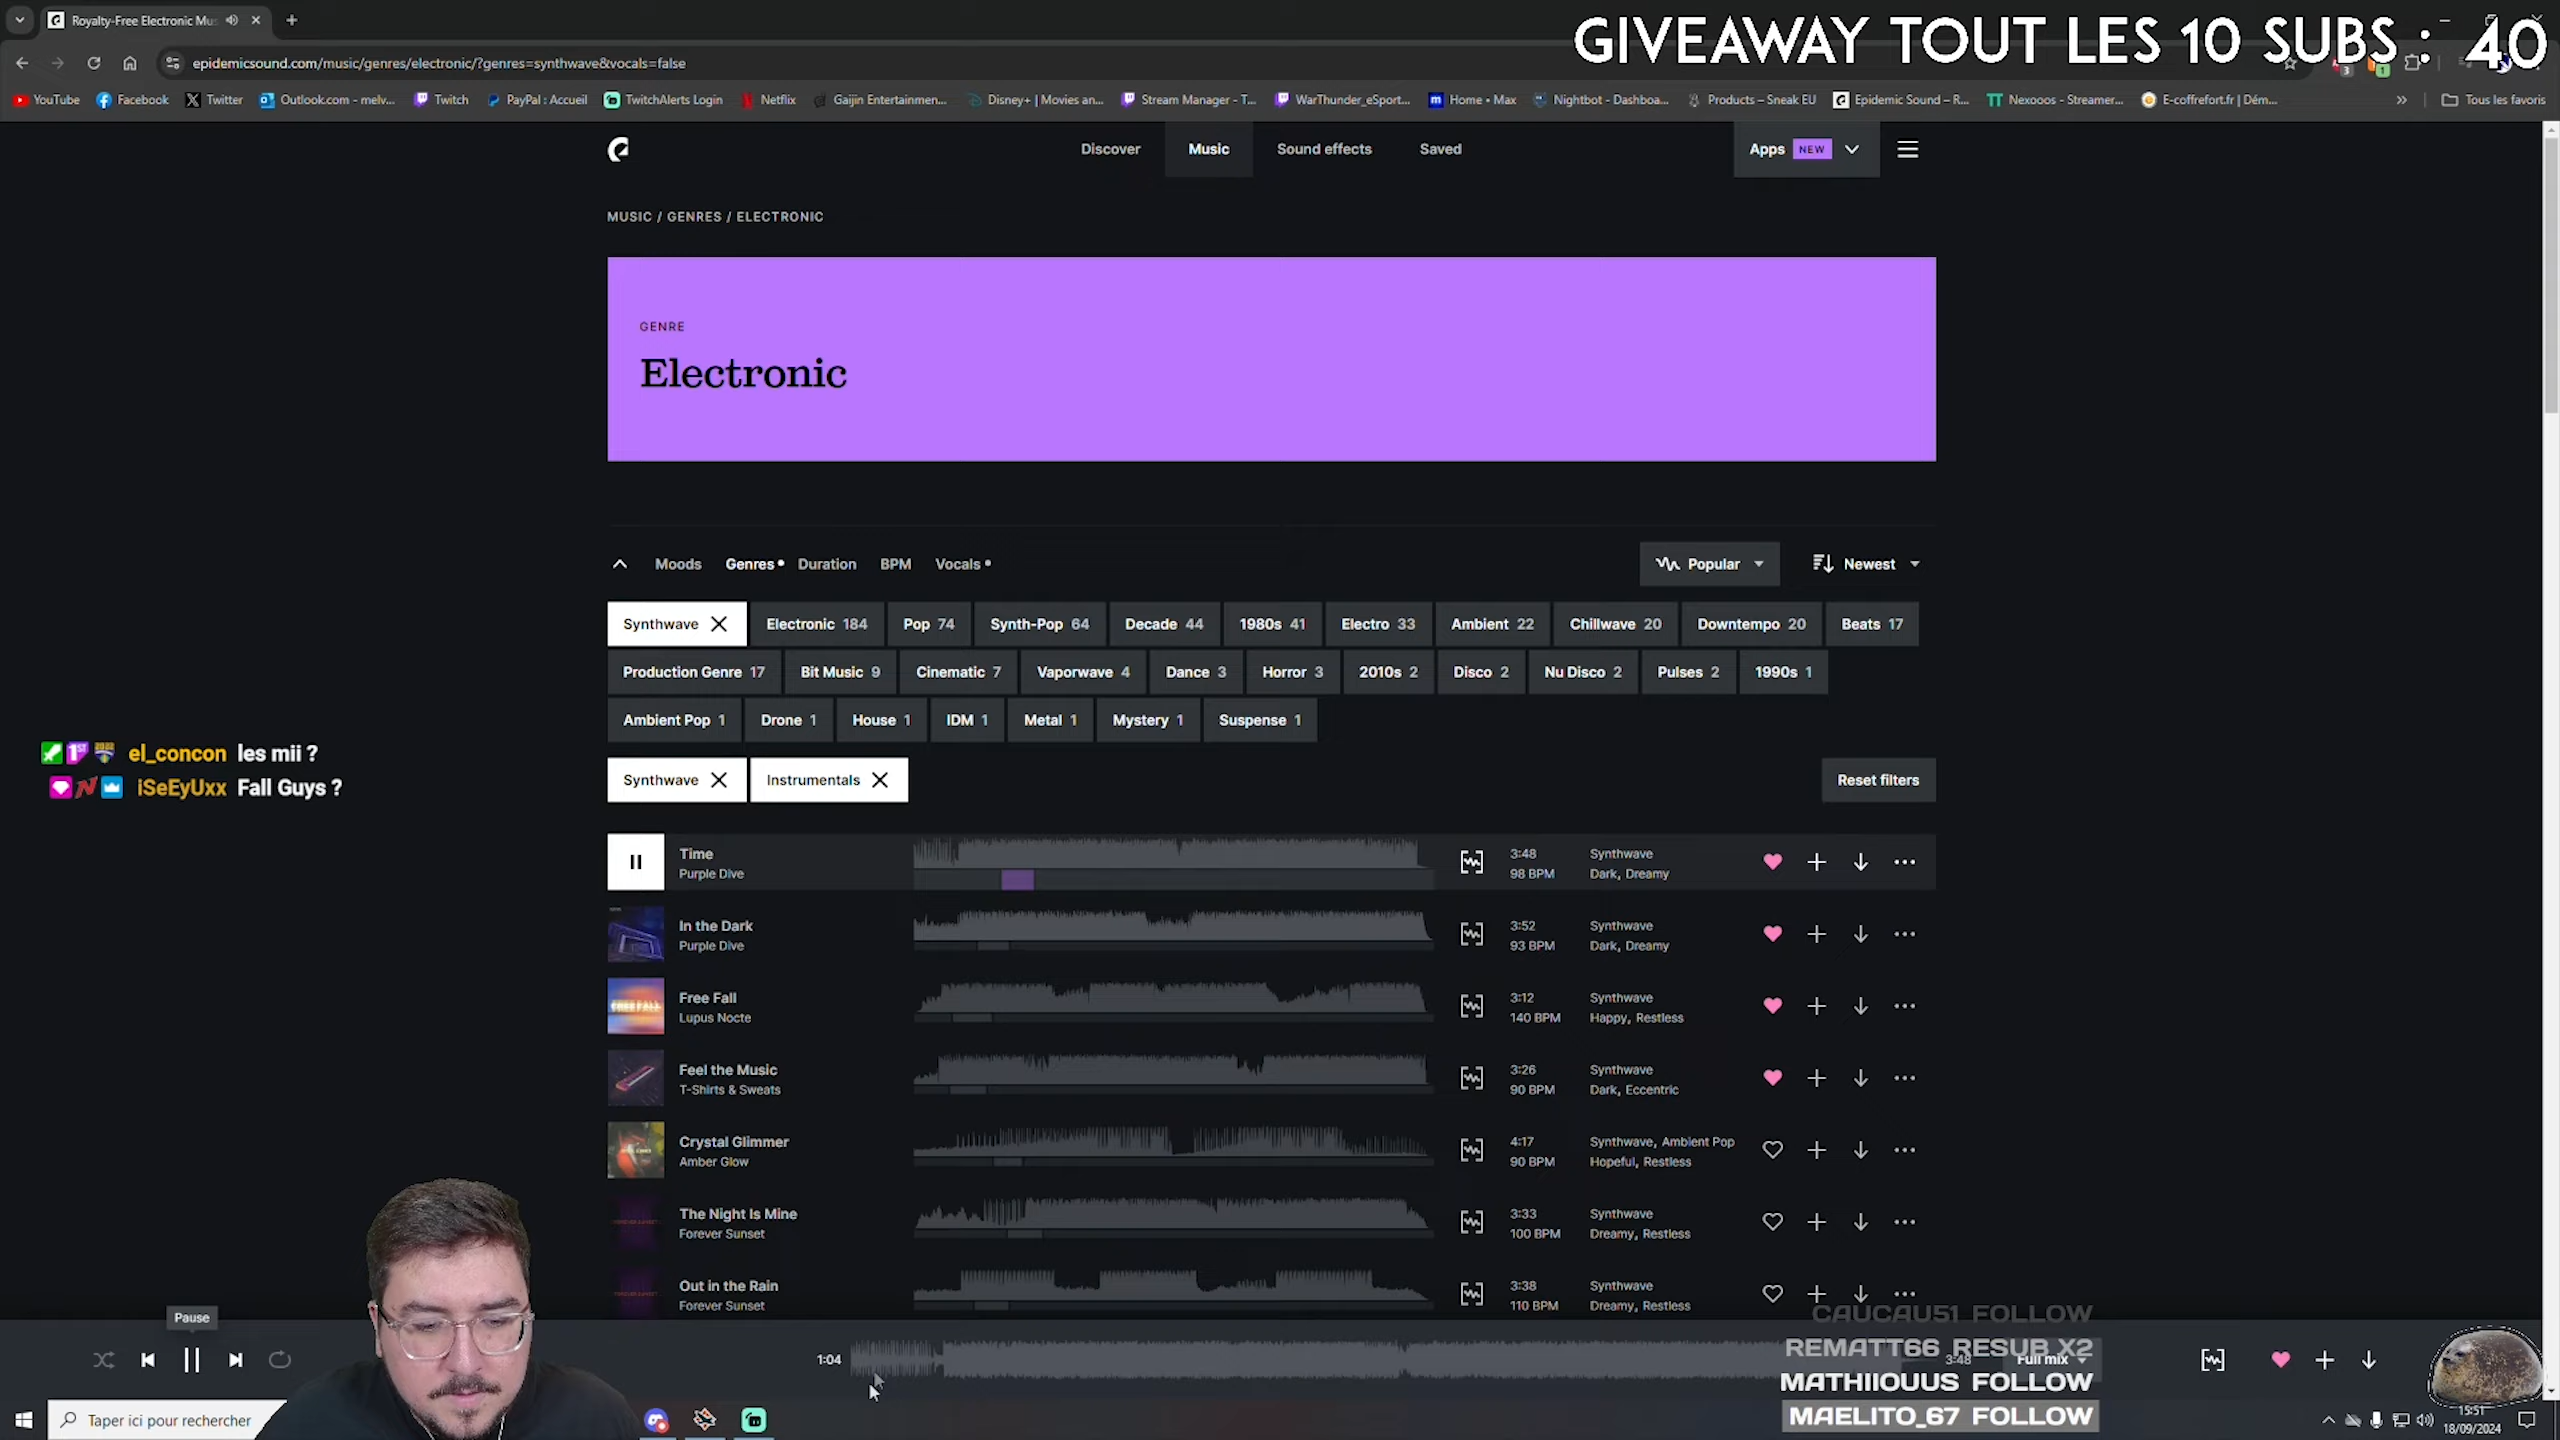 Royalty-Free Electronic Mu
GIVEAWAY TOUT LES 10 SUBS : 40
epidemicsound.com/music/genres/electronic/?genres=synthwave&vocals=false
YouTube Facebook Twitter Outlook.com - melv... Twitch PayPal : Accueil TwitchAlerts Login Netflix Gaijin Entertainmen... Disney+ | Movies an... Stream Manager - T... WarThunder_eSport... Home • Max Nightbot - Dashboa... Products – Sneak EU Epidemic Sound – R... Nexooos - Streamer... E-coffrefort.fr | Dém... » Tous les favoris
Discover Music Sound effects Saved Apps NEW
MUSIC / GENRES / ELECTRONIC
GENRE
Electronic
Moods Genres • Duration BPM Vocals • Popular Newest
Synthwave Electronic 184 Pop 74 Synth-Pop 64 Decade 44 1980s 41 Electro 33 Ambient 22 Chillwave 20 Downtempo 20 Beats 17
Production Genre 17 Bit Music 9 Cinematic 7 Vaporwave 4 Dance 3 Horror 3 2010s 2 Disco 2 Nu Disco 2 Pulses 2 1990s 1
Ambient Pop 1 Drone 1 House 1 IDM 1 Metal 1 Mystery 1 Suspense 1
el_concon les mii ?
iSeEyUxx Fall Guys ?
Synthwave Instrumentals Reset filters
Time 3:48 Synthwave
Purple Dive 98 BPM Dark, Dreamy
In the Dark 3:52 Synthwave
Purple Dive 93 BPM Dark, Dreamy
Free Fall 3:12 Synthwave
Lupus Nocte 140 BPM Happy, Restless
Feel the Music 3:26 Synthwave
T-Shirts & Sweats 90 BPM Dark, Eccentric
Crystal Glimmer 4:17 Synthwave, Ambient Pop
Amber Glow 90 BPM Hopeful, Restless
The Night Is Mine 3:33 Synthwave
Forever Sunset 100 BPM Dreamy, Restless
Out in the Rain 3:38 Synthwave
Forever Sunset 110 BPM Dreamy, Restless
CAUCAU51 FOLLOW
Pause
REMATT66 RESUB X2
1:04 3:48 Full mix
MATHIIOUUS FOLLOW
MAELITO_67 FOLLOW
Taper ici pour rechercher
15:51
18/09/2024